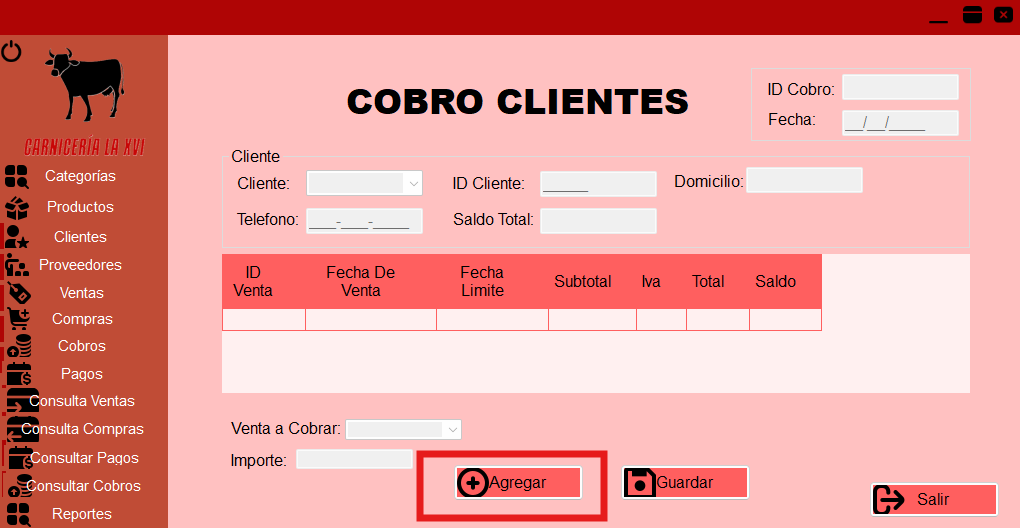 COBRO CLIENTES
ID Cobro:
Fecha: __/__/____
CARNICERÍA LA XVI
Categorías
Productos
Clientes
Proveedores
Ventas
Compras
Cobros
Pagos
Consulta Ventas
Consulta Compras
Consultar Pagos
Consultar Cobros
Reportes
Cliente
Cliente: ID Cliente: _____ Domicilio:
Telefono: ___-___-____ Saldo Total:
ID Venta Fecha De Venta Fecha Limite Subtotal Iva Total Saldo
Venta a Cobrar:
Importe:
Agregar Guardar Salir